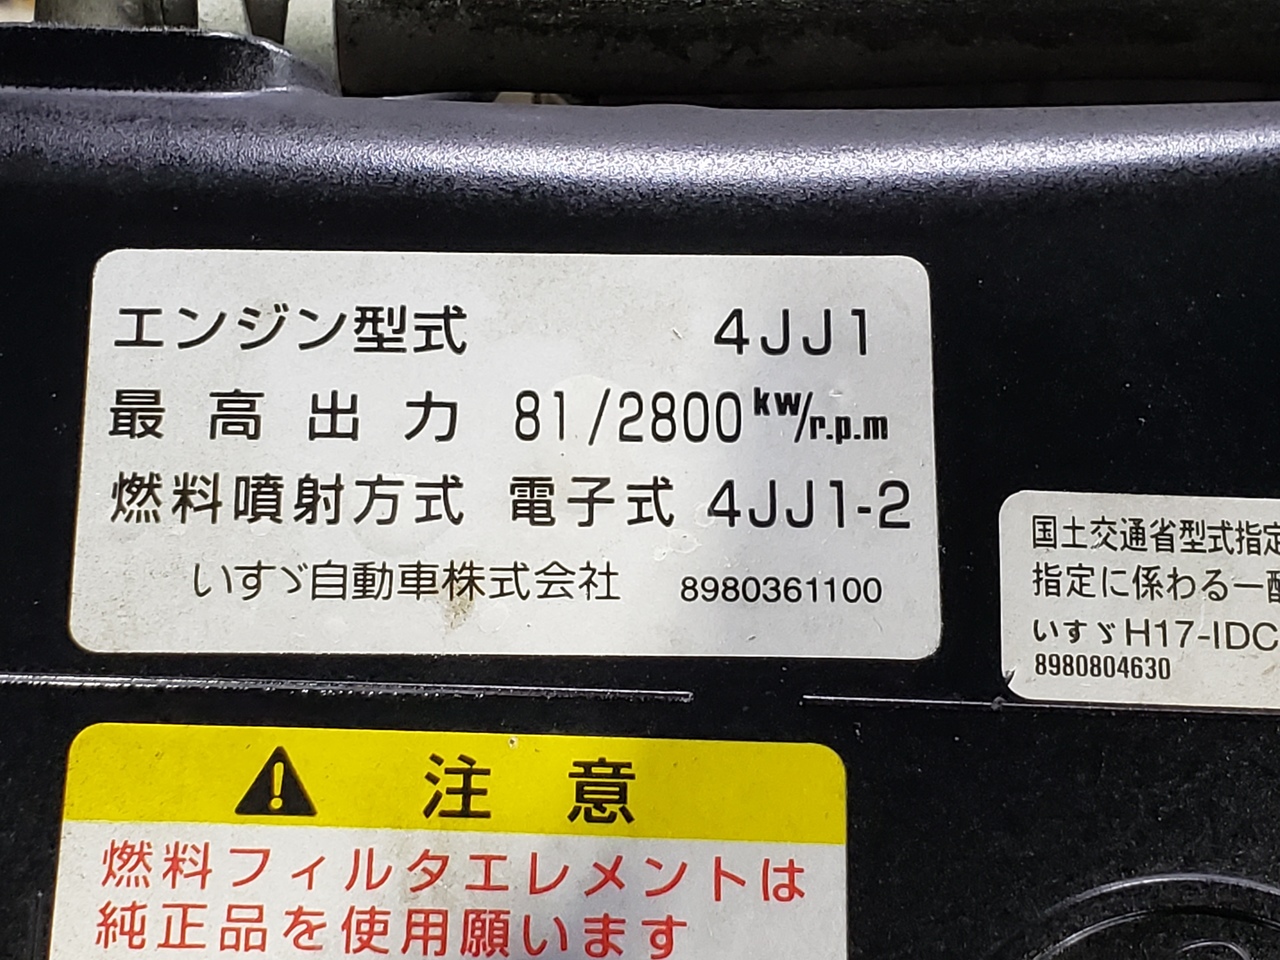 エンジン型式 4JJ1
最高出力 81/2800 kw/r.p.m
燃料噴射方式 電子式 4JJ1-2
いすゞ自動車株式会社 8980361100
国土交通省型式指定
指定に係わる一酸
いすゞH17-IDC
8980804630
注意
燃料フィルタエレメントは
純正品を使用願います